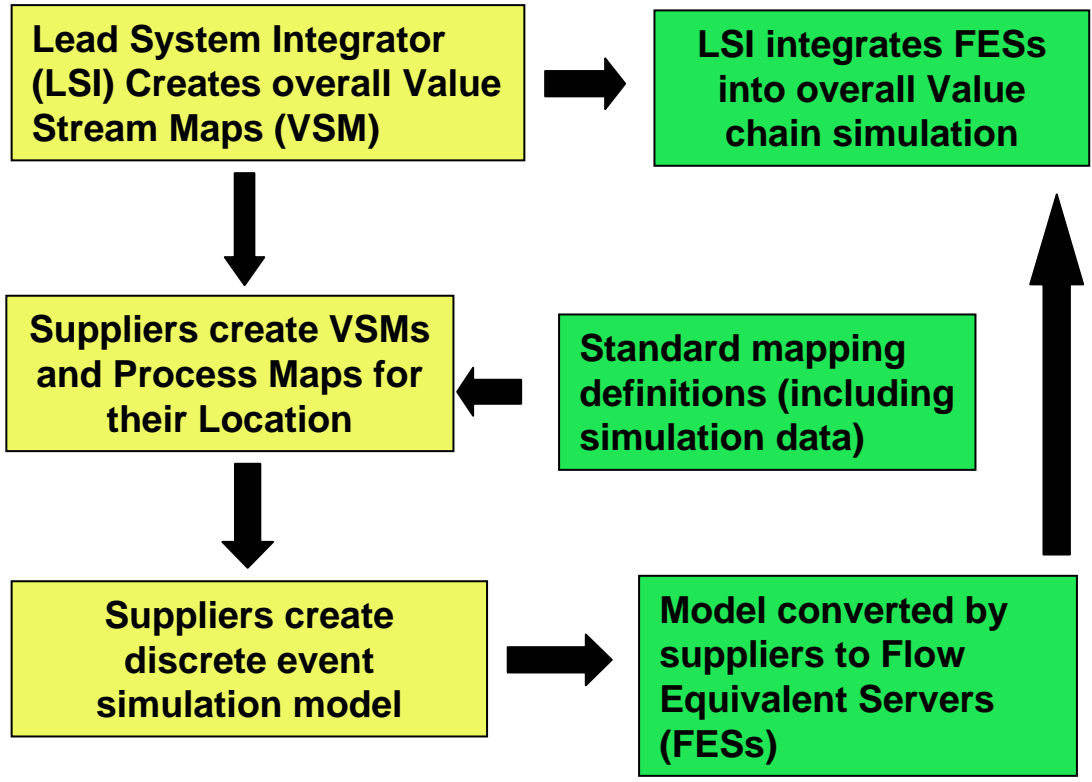 Lead System Integrator
(LSI) Creates overall Value
Stream Maps (VSM)
LSI integrates FESs
into overall Value
chain simulation
Suppliers create VSMs
and Process Maps for
their Location
Standard mapping
definitions (including
simulation data)
Suppliers create
discrete event
simulation model
Model converted by
suppliers to Flow
Equivalent Servers
(FESs)